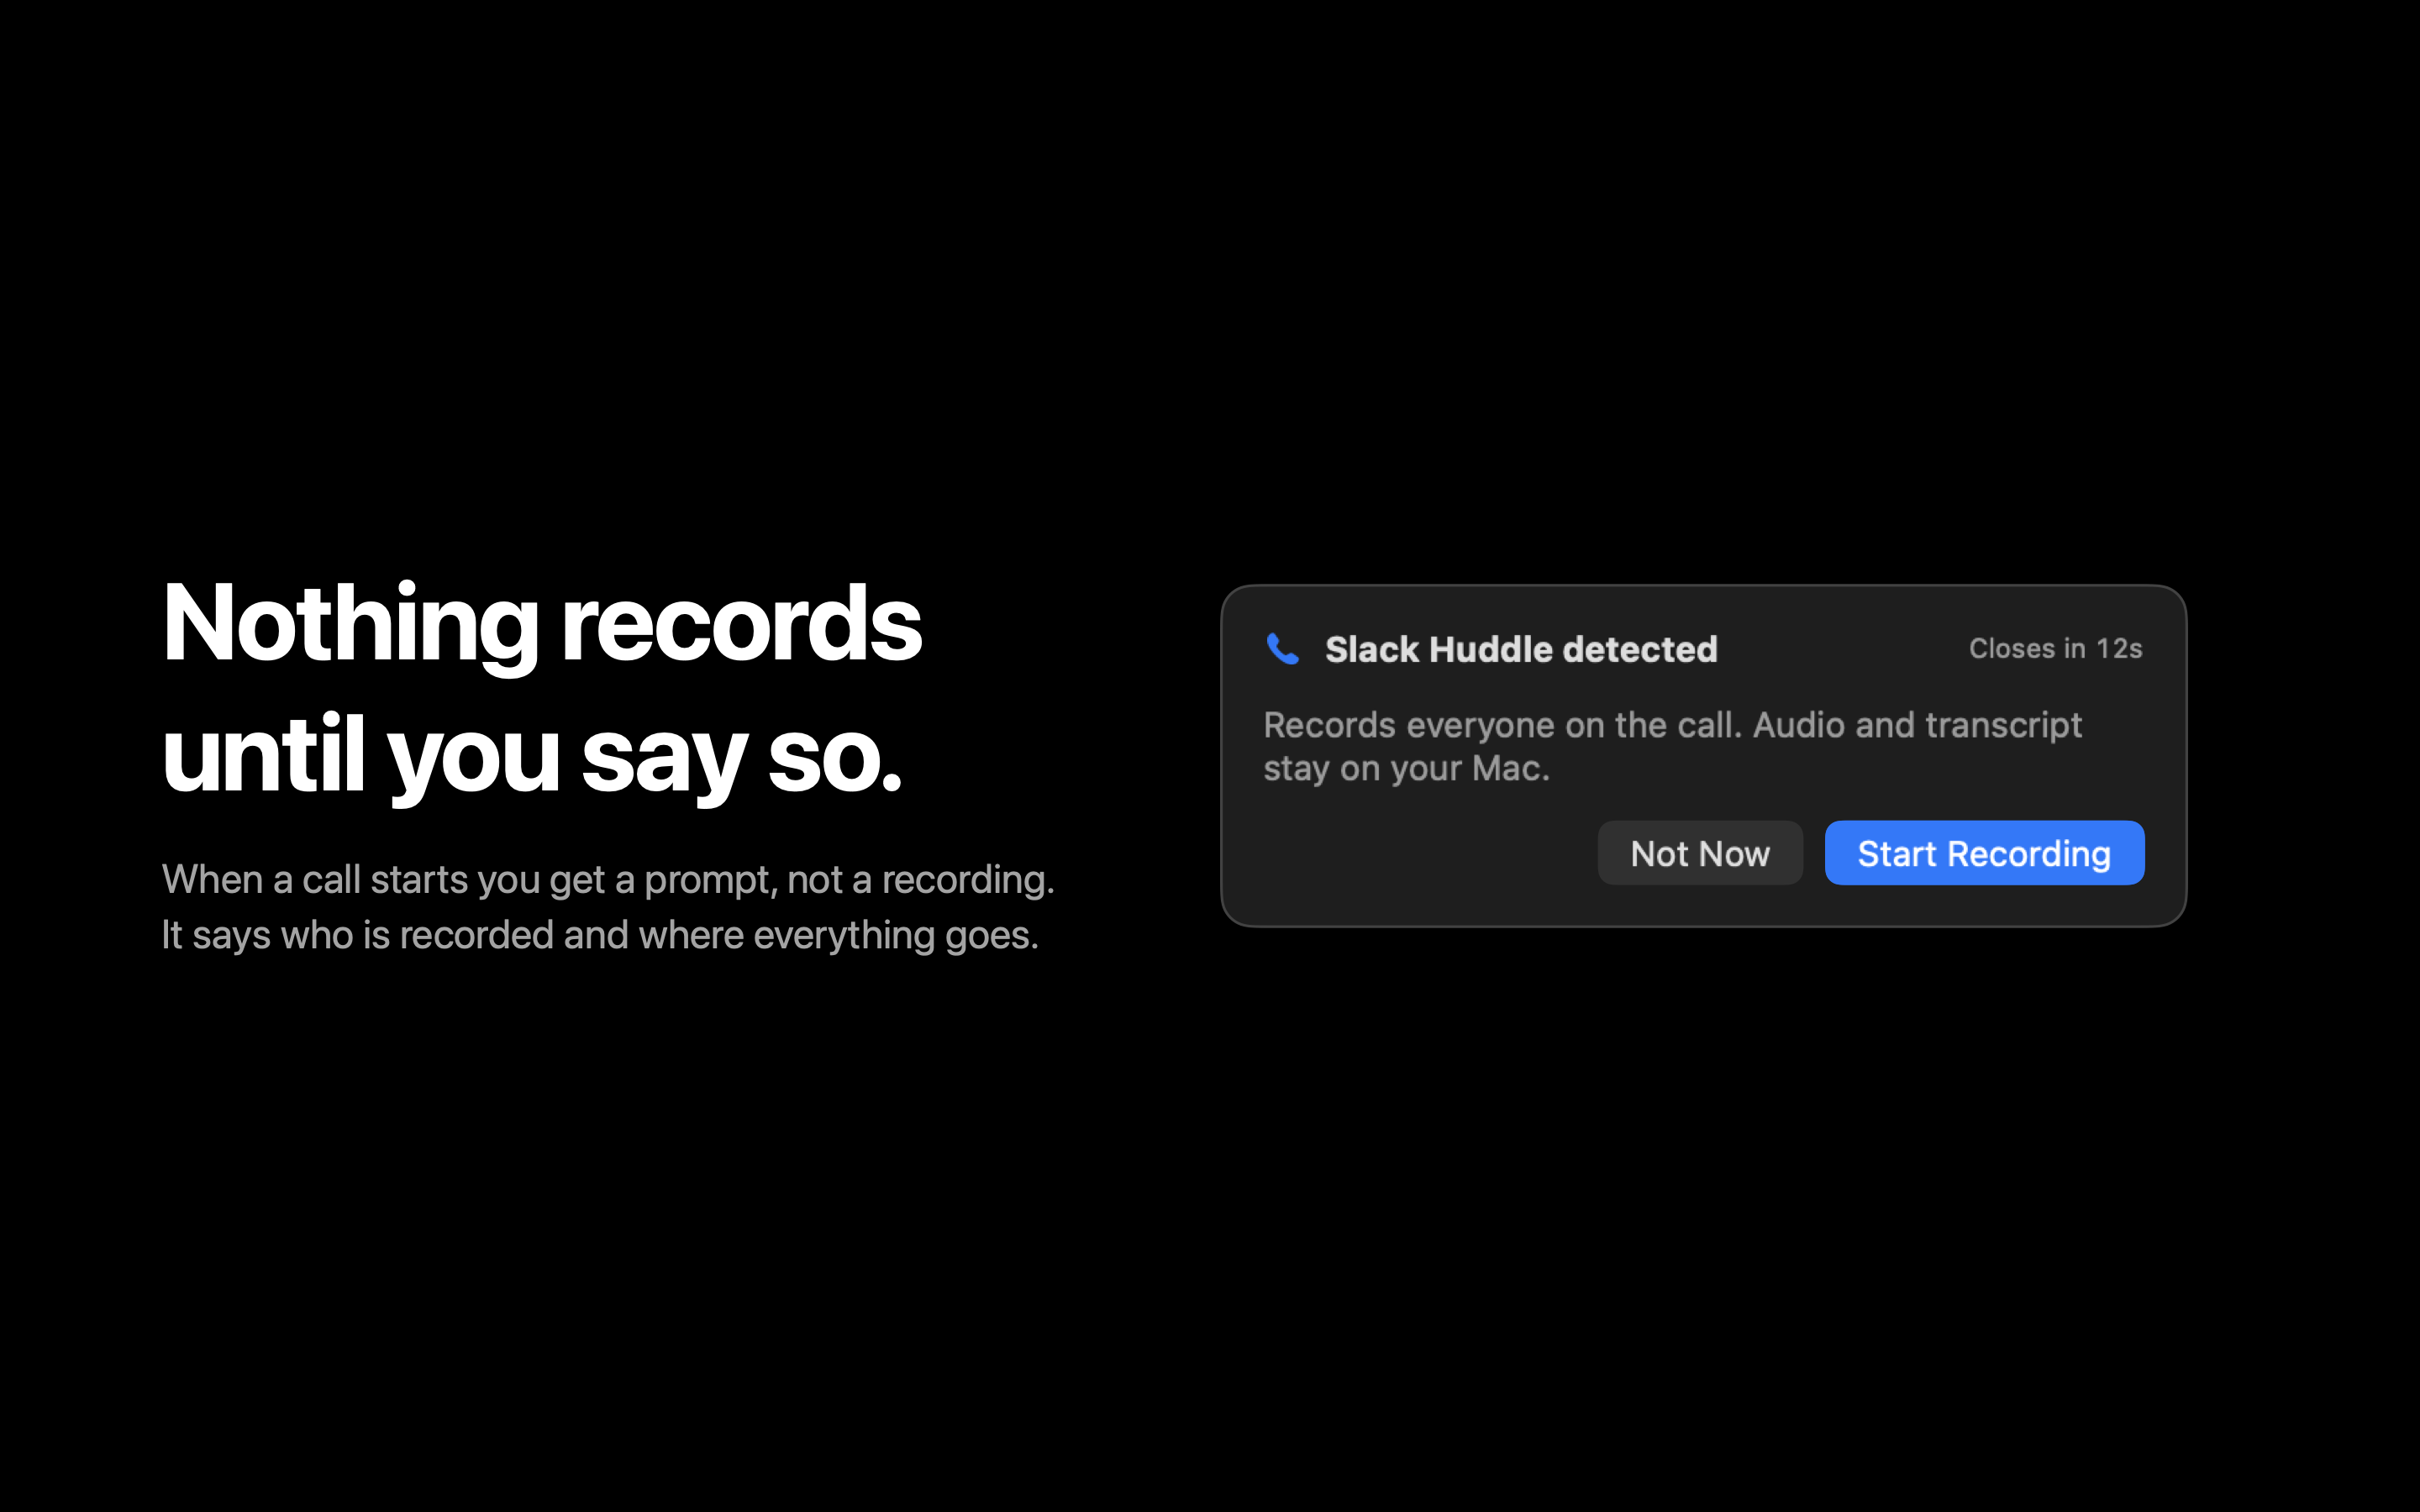 Nothing records
until you say so.
When a call starts you get a prompt, not a recording.
It says who is recorded and where everything goes.
Slack Huddle detected
Closes in 12s
Records everyone on the call. Audio and transcript
stay on your Mac.
Not Now
Start Recording